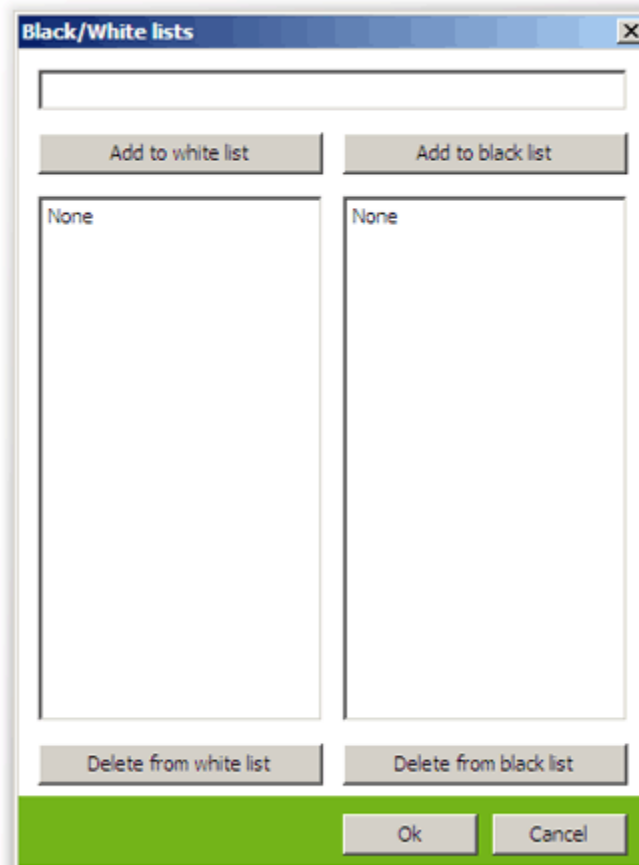 Black/White lists
Add to white list Add to black list
None None
Delete from white list Delete from black list
Ok Cancel